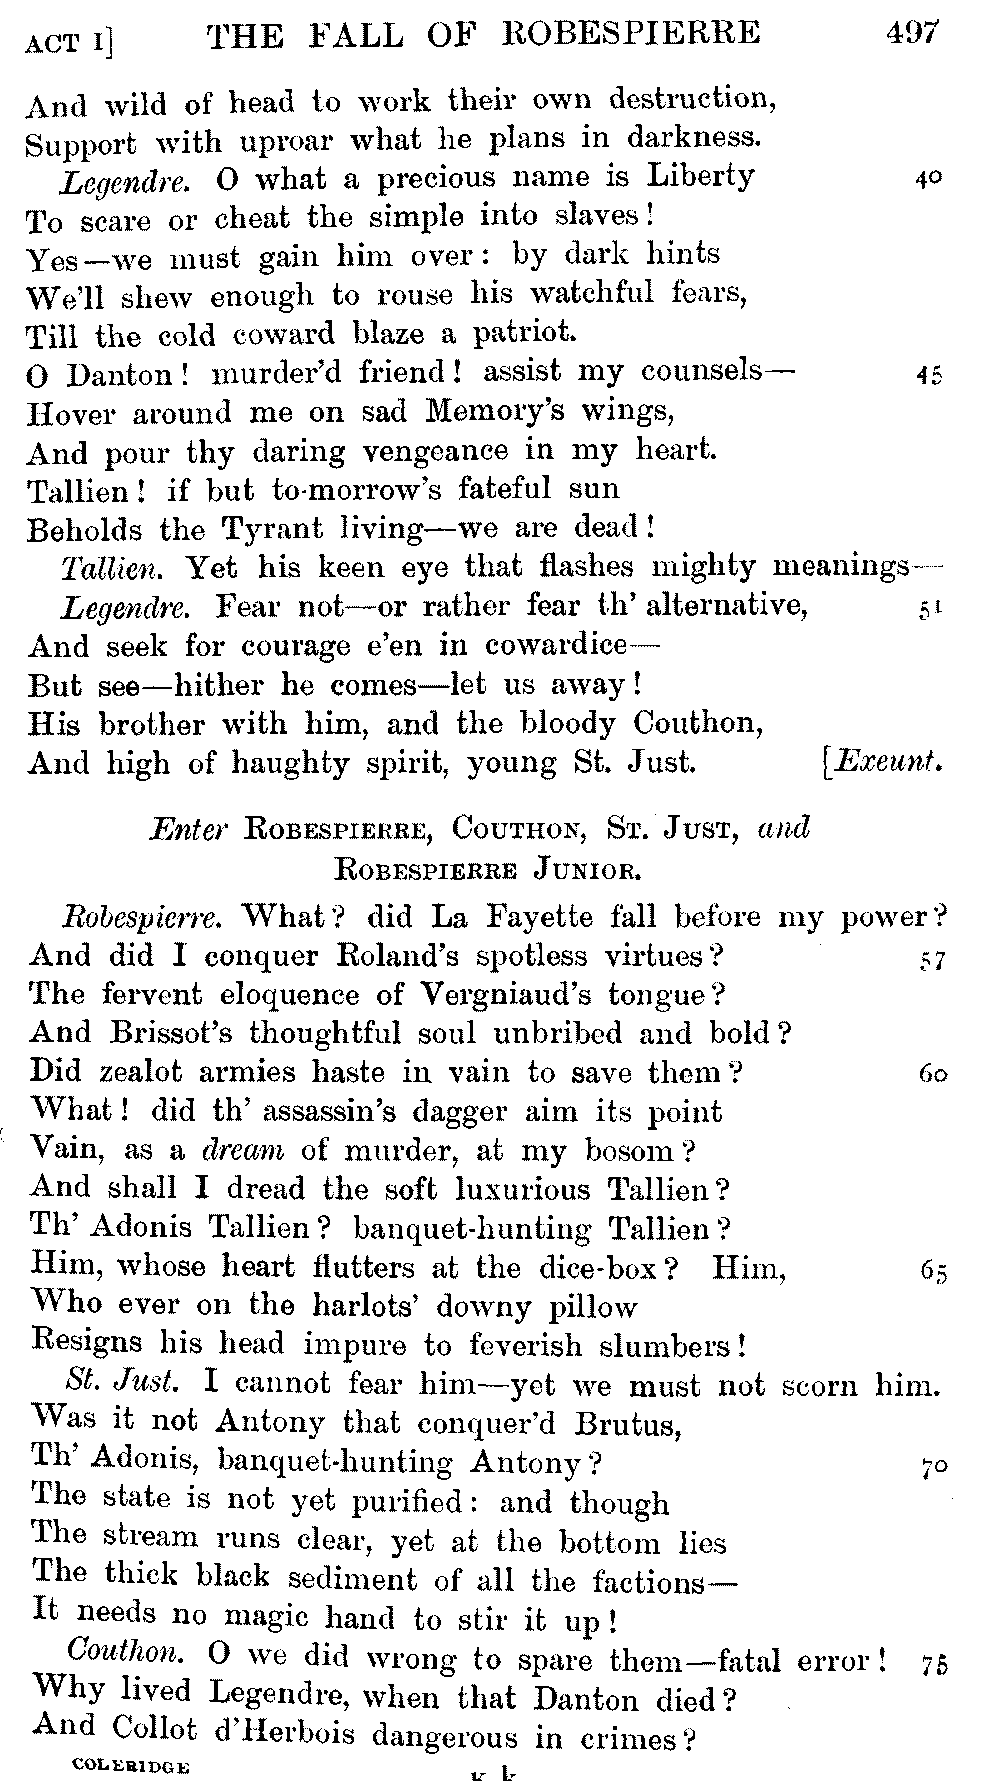 ACT I] THE FALL OF ROBESPIERRE 497
And wild of head to work their own destruction,
Support with uproar what he plans in darkness.
Legendre. O what a precious name is Liberty 40
To scare or cheat the simple into slaves!
Yes—we must gain him over: by dark hints
We'll shew enough to rouse his watchful fears,
Till the cold coward blaze a patriot.
O Danton! murder'd friend! assist my counsels— 45
Hover around me on sad Memory's wings,
And pour thy daring vengeance in my heart.
Tallien! if but to-morrow's fateful sun
Beholds the Tyrant living—we are dead!
Tallien. Yet his keen eye that flashes mighty meanings—
Legendre. Fear not—or rather fear th' alternative, 51
And seek for courage e'en in cowardice—
But see—hither he comes—let us away!
His brother with him, and the bloody Couthon,
And high of haughty spirit, young St. Just. [Exeunt.
Enter ROBESPIERRE, COUTHON, ST. JUST, and
ROBESPIERRE JUNIOR.
Robespierre. What? did La Fayette fall before my power?
And did I conquer Roland's spotless virtues? 57
The fervent eloquence of Vergniaud's tongue?
And Brissot's thoughtful soul unbribed and bold?
Did zealot armies haste in vain to save them? 60
What! did th' assassin's dagger aim its point
Vain, as a dream of murder, at my bosom?
And shall I dread the soft luxurious Tallien?
Th' Adonis Tallien? banquet-hunting Tallien?
Him, whose heart flutters at the dice-box? Him, 65
Who ever on the harlots' downy pillow
Resigns his head impure to feverish slumbers!
St. Just. I cannot fear him—yet we must not scorn him.
Was it not Antony that conquer'd Brutus,
Th' Adonis, banquet-hunting Antony? 70
The state is not yet purified: and though
The stream runs clear, yet at the bottom lies
The thick black sediment of all the factions—
It needs no magic hand to stir it up!
Couthon. O we did wrong to spare them—fatal error! 75
Why lived Legendre, when that Danton died?
And Collot d'Herbois dangerous in crimes?
COLERIDGE K k